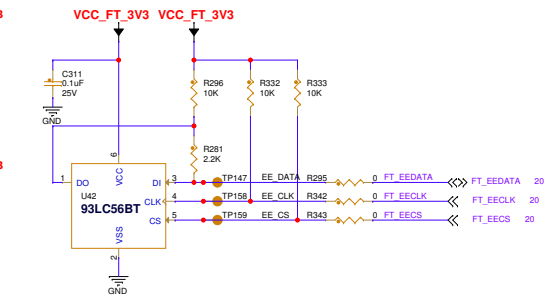 3
VCC_FT_3V3 VCC_FT_3V3
C311
0.1uF
25V
GND
R296
10K
R332
10K
R333
10K
3
R281
2.2K
6
1 DO VCC DI 3 TP147 EE_DATA R295 0 FT_EEDATA FT_EEDATA 20
U42
93LC56BT
CLK 4 TP158 EE_CLK R342 0 FT_EECLK FT_EECLK 20
CS 5 TP159 EE_CS R343 0 FT_EECS FT_EECS 20
VSS
2
GND